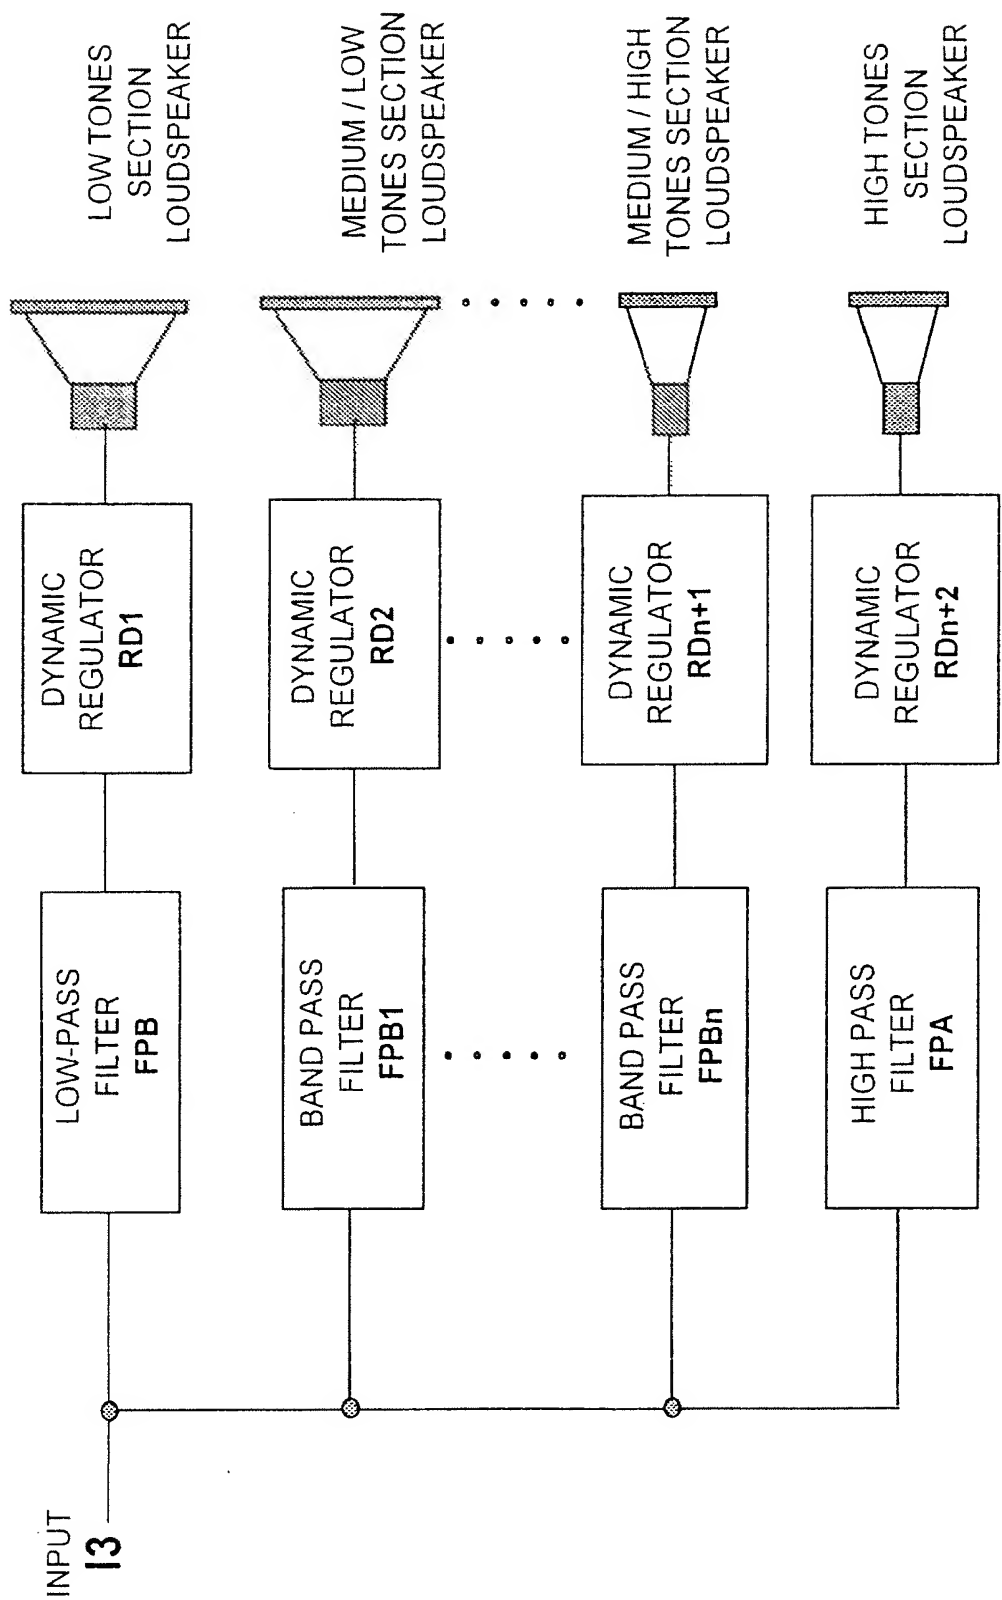 INPUT
I3
LOW-PASS
FILTER
FPB
DYNAMIC
REGULATOR
RD1
LOW TONES
SECTION
LOUDSPEAKER
BAND PASS
FILTER
FPB1
DYNAMIC
REGULATOR
RD2
MEDIUM / LOW
TONES SECTION
LOUDSPEAKER
BAND PASS
FILTER
FPBn
DYNAMIC
REGULATOR
RDn+1
MEDIUM / HIGH
TONES SECTION
LOUDSPEAKER
HIGH PASS
FILTER
FPA
DYNAMIC
REGULATOR
RDn+2
HIGH TONES
SECTION
LOUDSPEAKER